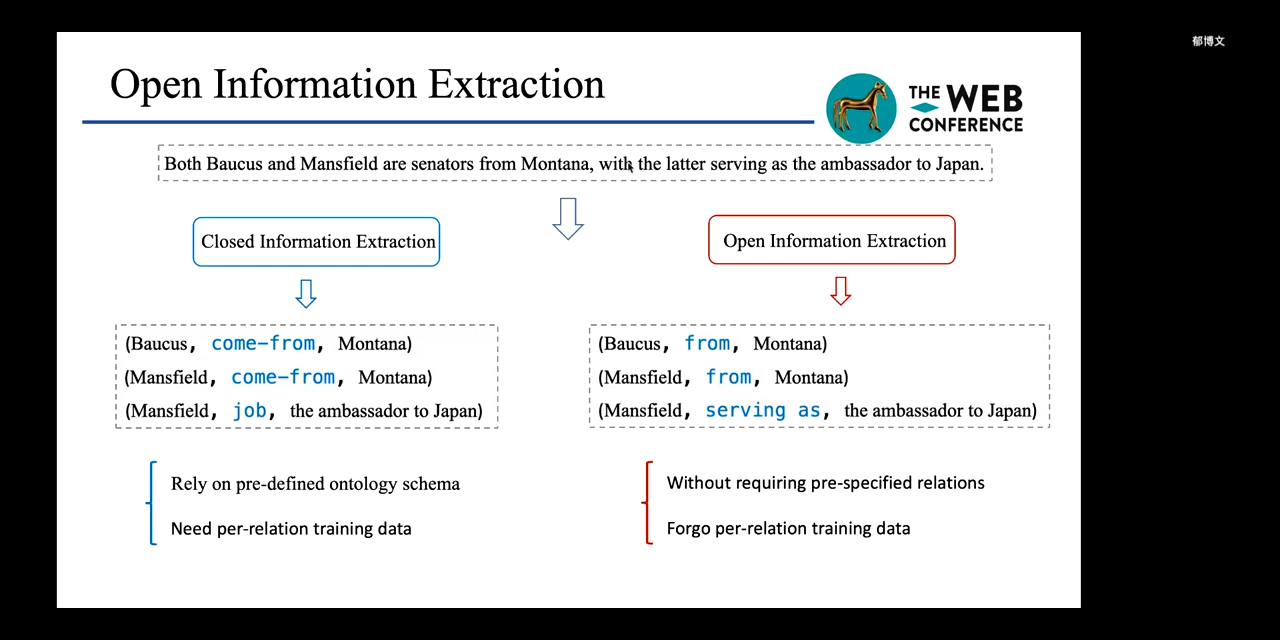 郁博文
Open Information Extraction
THE WEB
CONFERENCE
Both Baucus and Mansfield are senators from Montana, with the latter serving as the ambassador to Japan.
Closed Information Extraction
Open Information Extraction
(Baucus, come-from, Montana)
(Mansfield, come-from, Montana)
(Mansfield, job, the ambassador to Japan)
(Baucus, from, Montana)
(Mansfield, from, Montana)
(Mansfield, serving as, the ambassador to Japan)
Rely on pre-defined ontology schema
Need per-relation training data
Without requiring pre-specified relations
Forgo per-relation training data